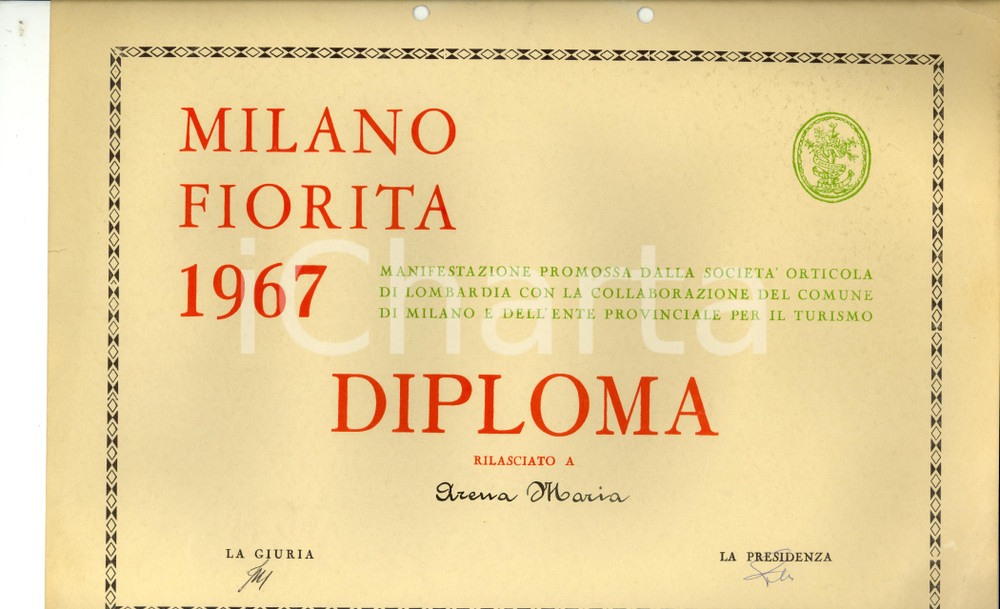 MILANO
FIORITA
1967
MANIFESTAZIONE PROMOSSA DALLA SOCIETA' ORTICOLA
DI LOMBARDIA CON LA COLLABORAZIONE DEL COMUNE
DI MILANO E DELL'ENTE PROVINCIALE PER IL TURISMO
iCharta
DIPLOMA
RILASCIATO A
Arena Maria
LA GIURIA
LA PRESIDENZA